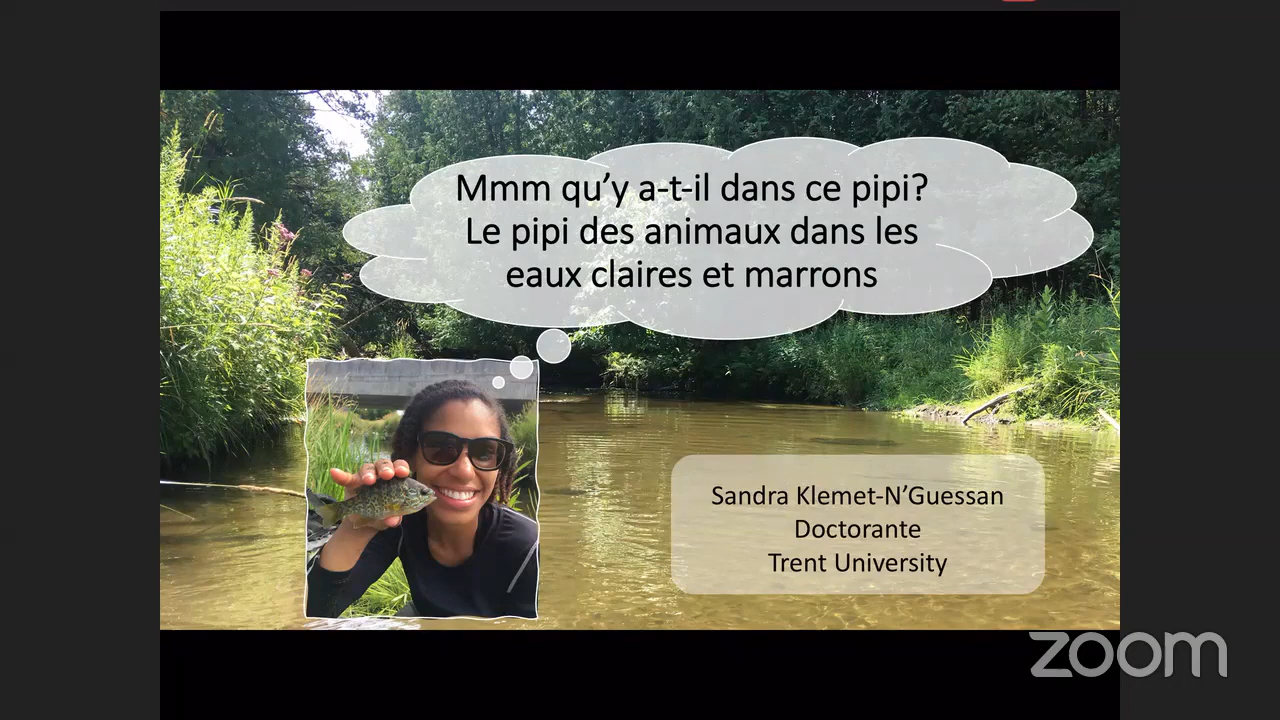 Mmm qu’y a-t-il dans ce pipi?
Le pipi des animaux dans les
eaux claires et marrons
Sandra Klemet-N’Guessan
Doctorante
Trent University
zoom